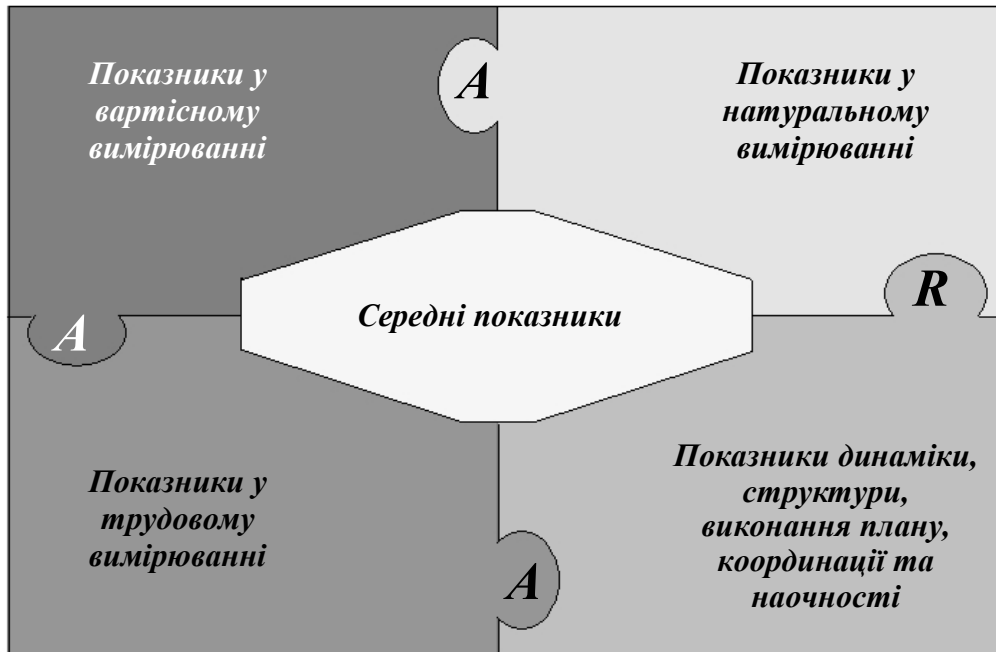 Показники у
вартісному
вимірюванні
A
Показники у
натуральному
вимірюванні
R
Середні показники
A
Показники у
трудовому
вимірюванні
A
Показники динаміки,
структури,
виконання плану,
координації та
наочності